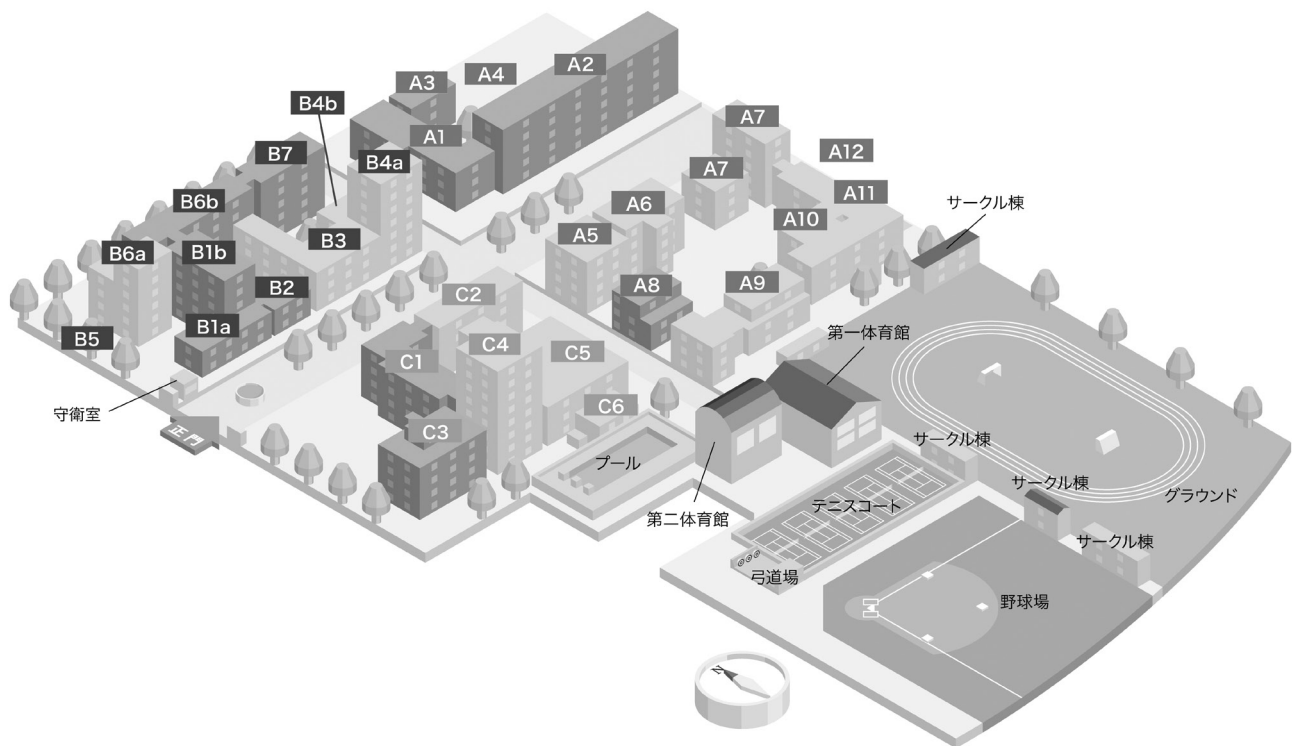 A2
A4
A3
B4b
A7
A1
B7
B4a
A12
A7
A11
B6b
サークル棟
A6
A10
A5
B3
B6a
B1b
A8
A9
B2
C2
B1a
B5
第一体育館
C4
C5
C1
守衛室
C6
C3
正門
サークル棟
プール
サークル棟
グラウンド
テニスコート
第二体育館
サークル棟
弓道場
野球場
N